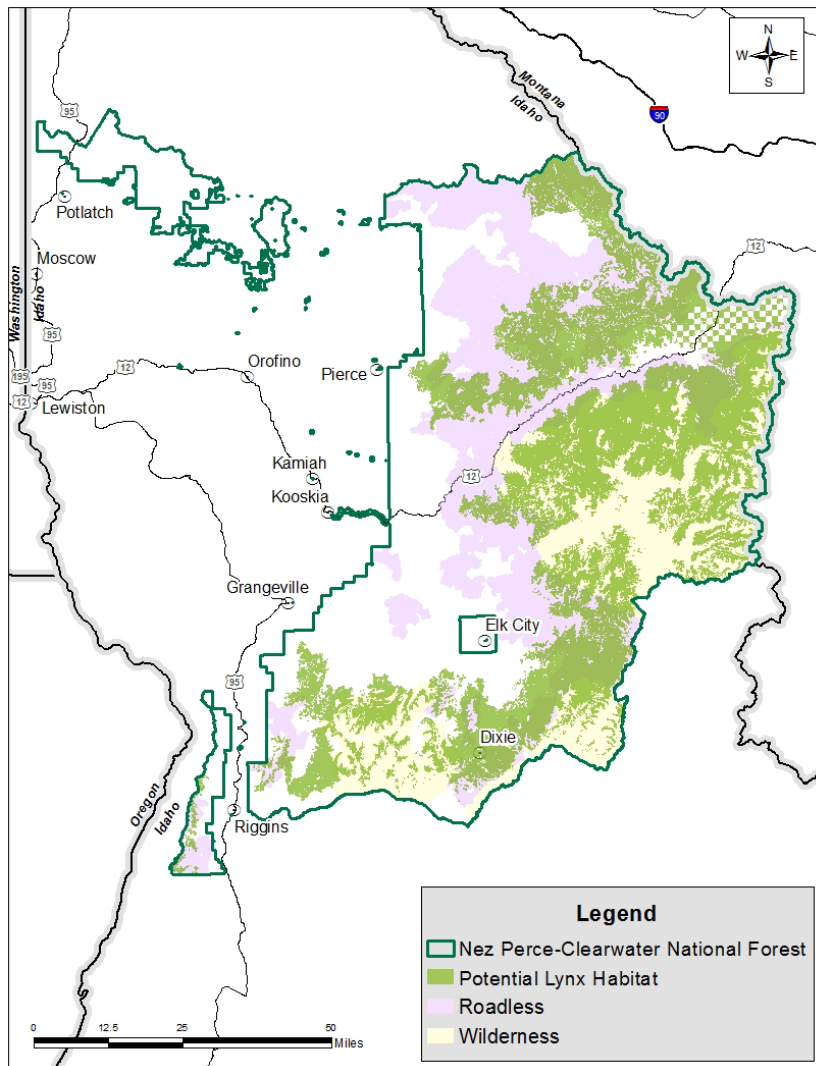 N
W E
S
Montana
Idaho
95
90
Potlatch
12
Moscow
Washington
Idaho
95
12
Orofino
Pierce
195
95
12
Lewiston
Kamiah
12
Kooskia
Grangeville
Elk City
95
Dixie
Oregon
Idaho
Riggins
Legend
Nez Perce-Clearwater National Forest
Potential Lynx Habitat
Roadless
Wilderness
0 12.5 25 50
Miles